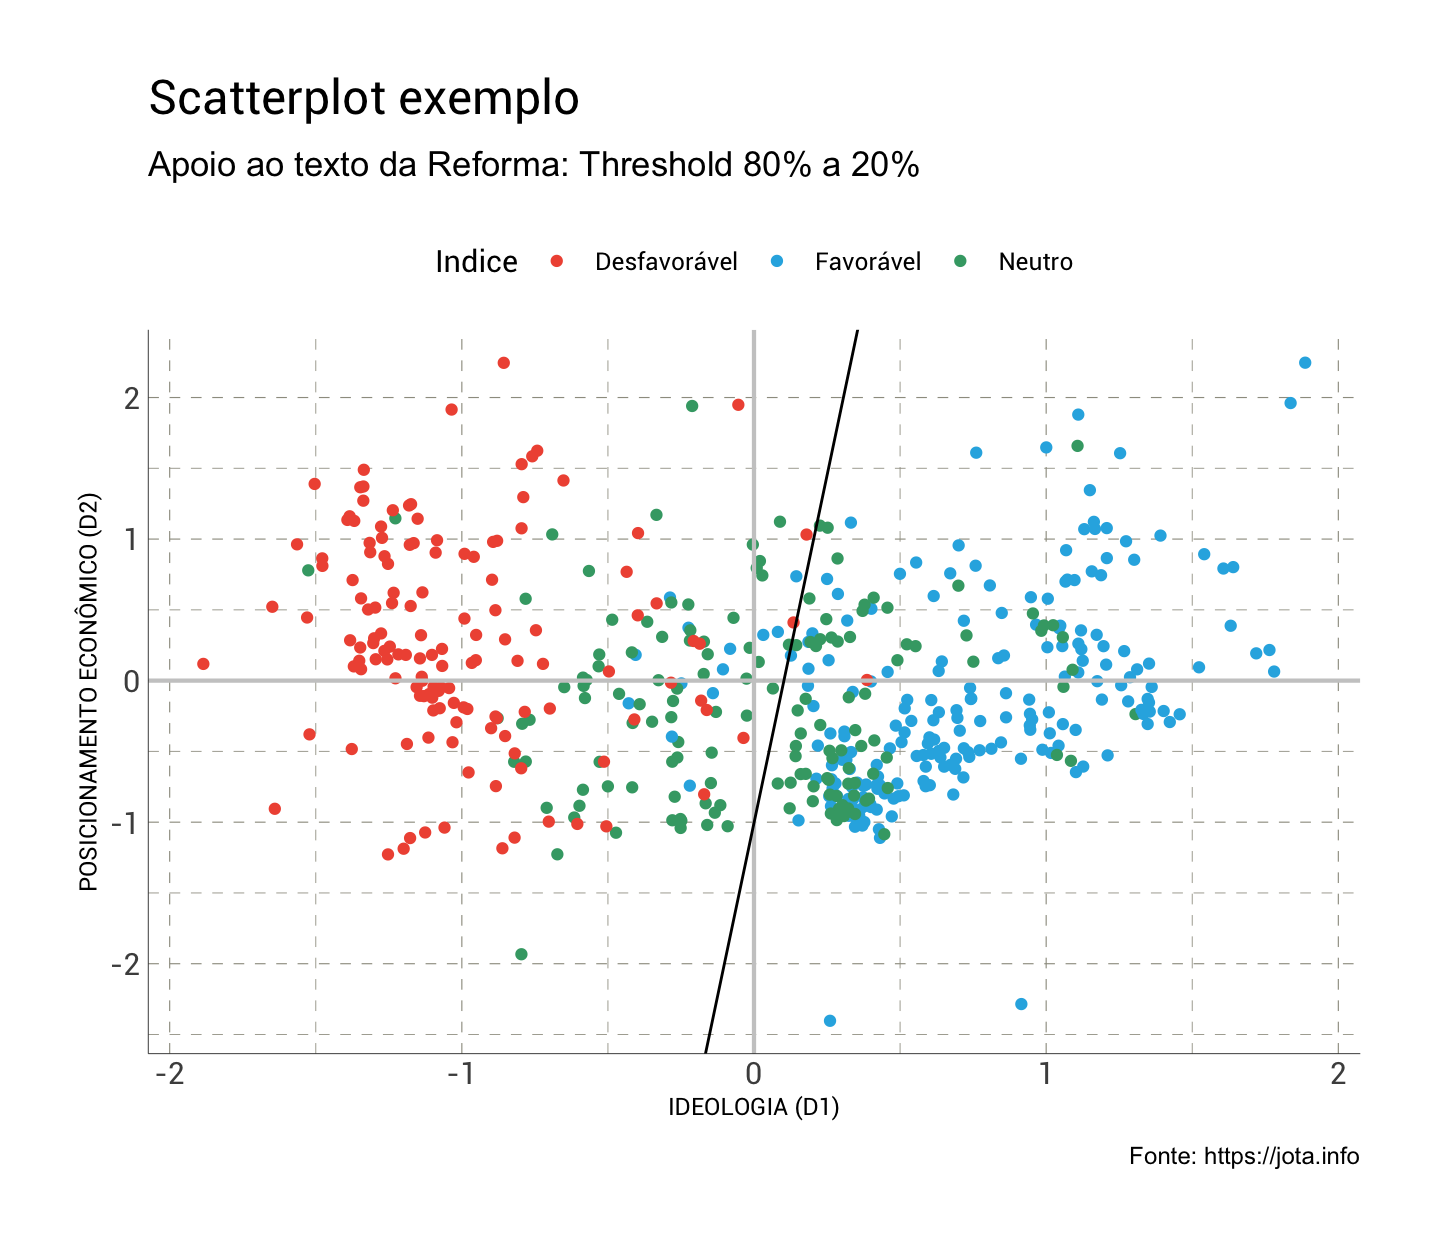 Scatterplot exemplo
Apoio ao texto da Reforma: Threshold 80% a 20%
Indice Desfavorável Favorável Neutro
2
1
0
-1
-2
POSICIONAMENTO ECONÔMICO (D2)
-2 -1 0 1 2
IDEOLOGIA (D1)
Fonte: https://jota.info